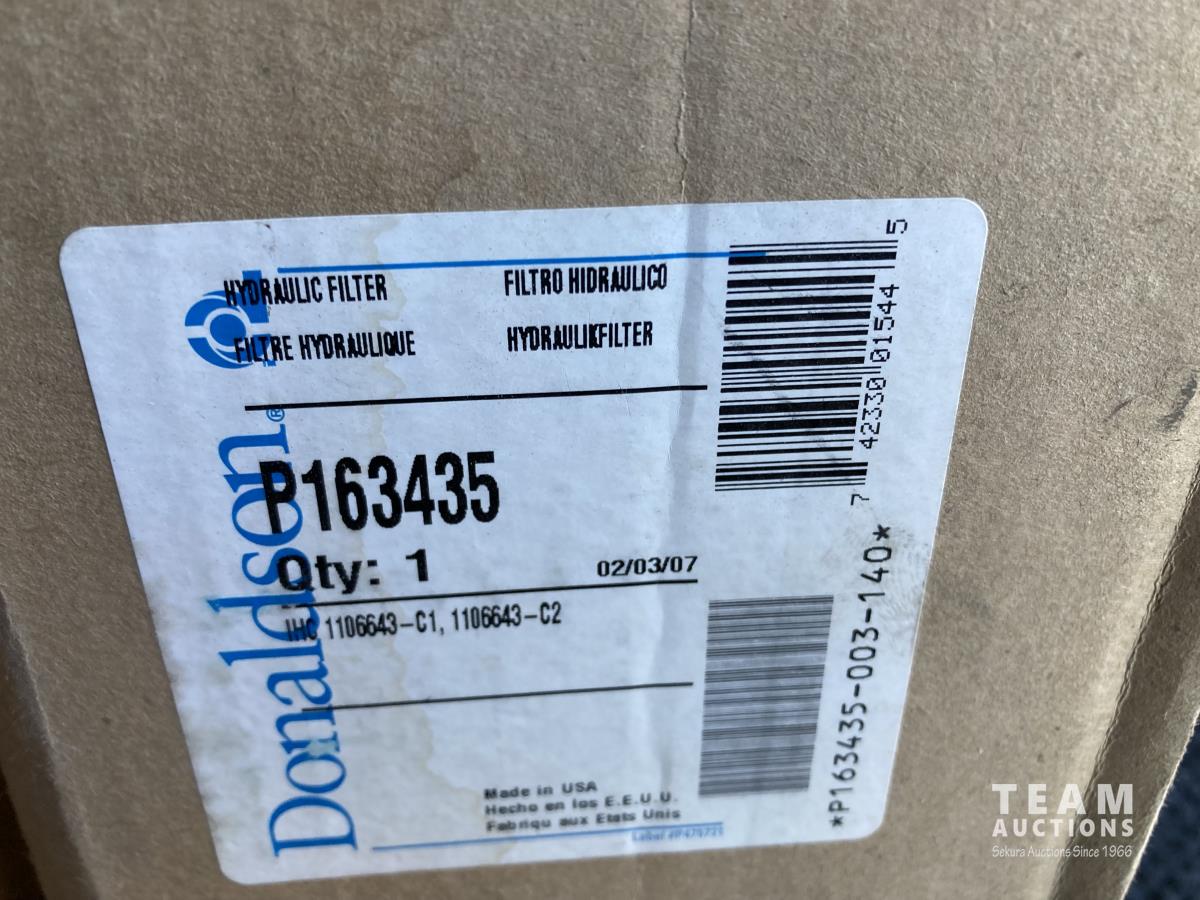 HYDRAULIC FILTER
FILTRO HIDRAULICO
FILTRE HYDRAULIQUE
HYDRAULIKFILTER
Donaldson®
P163435
Qty: 1
02/03/07
IHC 1106643-C1, 1106643-C2
Made in USA
Hecho en los E.E.U.U.
Fabriqu aux Etats Unis
Label
7 42330 01544 5
*P163435-003-140*
TEAM
AUCTIONS
Sekura Auctions Since 1966